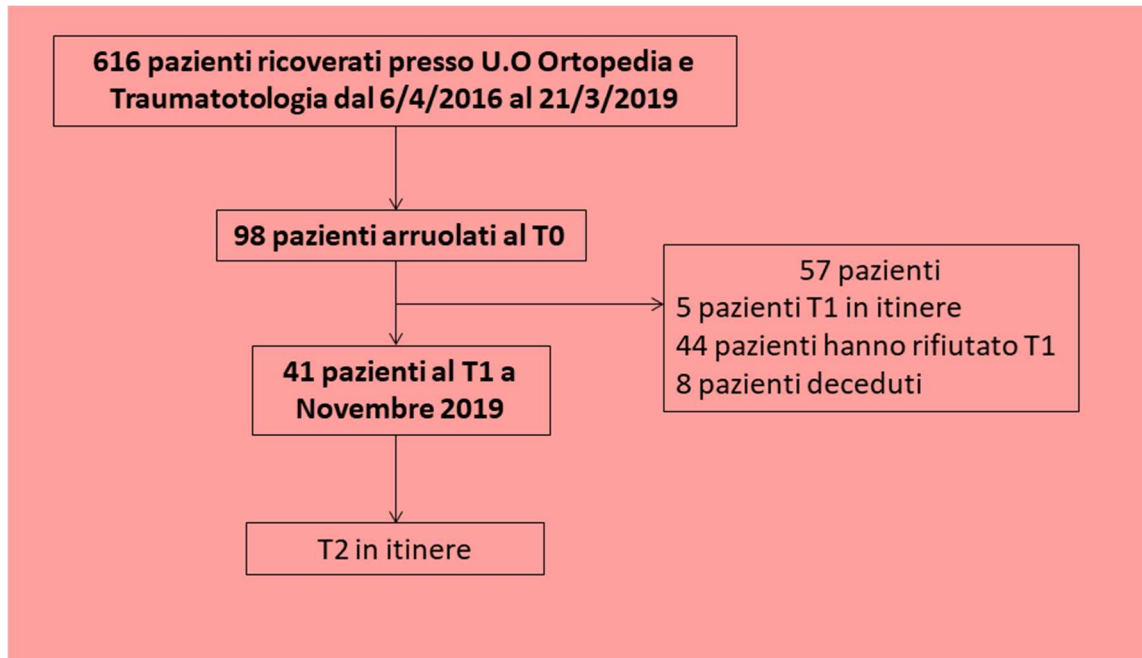 616 pazienti ricoverati presso U.O Ortopedia e
Traumatotologia dal 6/4/2016 al 21/3/2019
98 pazienti arruolati al T0
57 pazienti
5 pazienti T1 in itinere
44 pazienti hanno rifiutato T1
8 pazienti deceduti
41 pazienti al T1 a
Novembre 2019
T2 in itinere